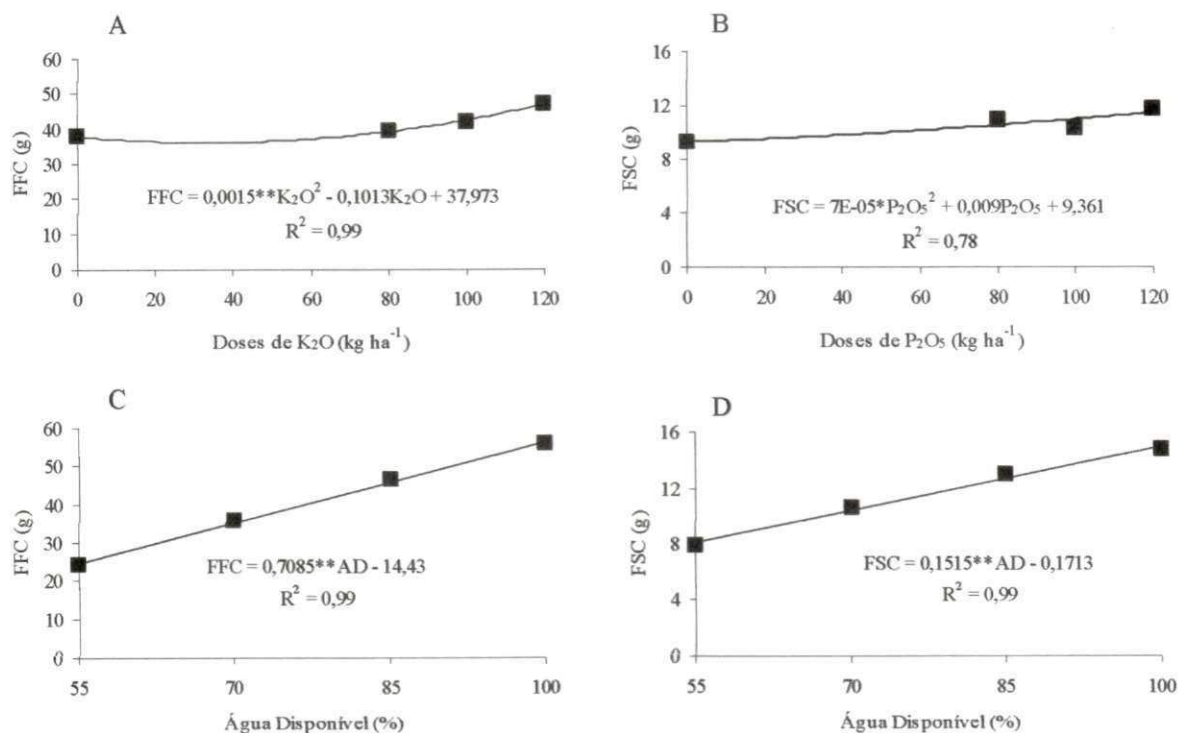 A
60
50
40
30
20
10
0
FFC (g)
FFC = 0,0015**K₂O² - 0,1013K₂O + 37,973
R² = 0,99
0 20 40 60 80 100 120
Doses de K₂O (kg ha⁻¹)
B
16
12
8
4
0
FSC (g)
FSC = 7E-05*P₂O₅² + 0,009P₂O₅ + 9,361
R² = 0,78
0 20 40 60 80 100 120
Doses de P₂O₅ (kg ha⁻¹)
C
60
50
40
30
20
10
0
FFC (g)
FFC = 0,7085**AD - 14,43
R² = 0,99
55 70 85 100
Água Disponível (%)
D
16
12
8
4
0
FSC (g)
FSC = 0,1515**AD - 0,1713
R² = 0,99
55 70 85 100
Água Disponível (%)